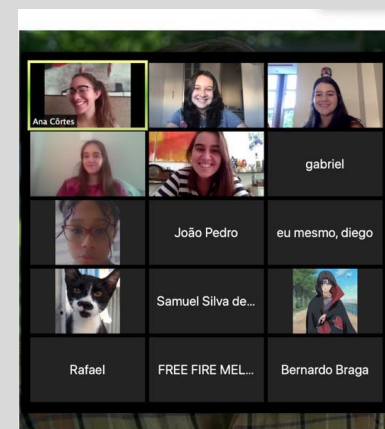 Ana Côrtes
gabriel
João Pedro
eu mesmo, diego
Samuel Silva de...
Rafael
FREE FIRE MEL...
Bernardo Braga